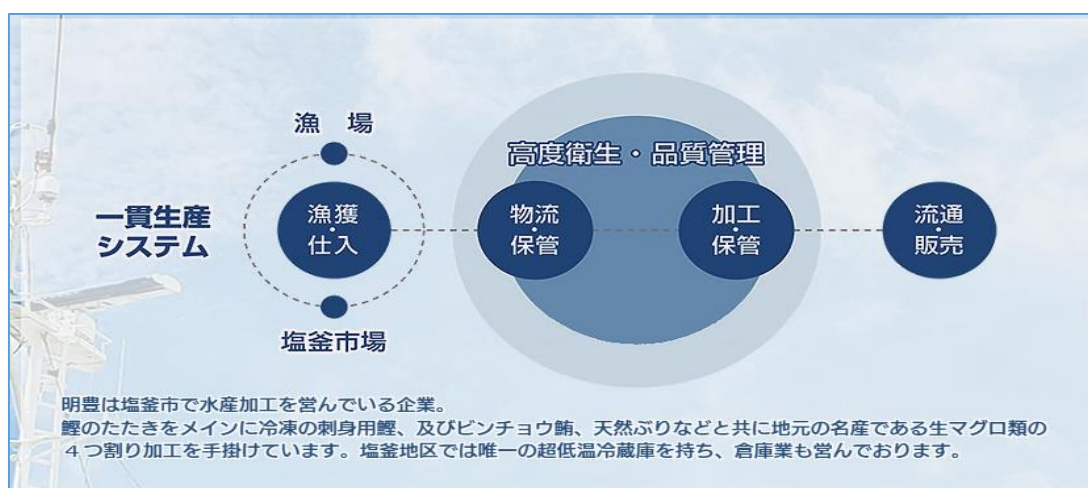 漁　場
高度衛生・品質管理
一貫生産
システム
漁獲
・
仕入
物流
・
保管
加工
・
保管
流通
・
販売
塩釜市場
明豊は塩釜市で水産加工を営んでいる企業。
鰹のたたきをメインに冷凍の刺身用鰹、及びビンチョウ鮪、天然ぶりなどと共に地元の名産である生マグロ類の
４つ割り加工を手掛けています。塩釜地区では唯一の超低温冷蔵庫を持ち、倉庫業も営んでおります。